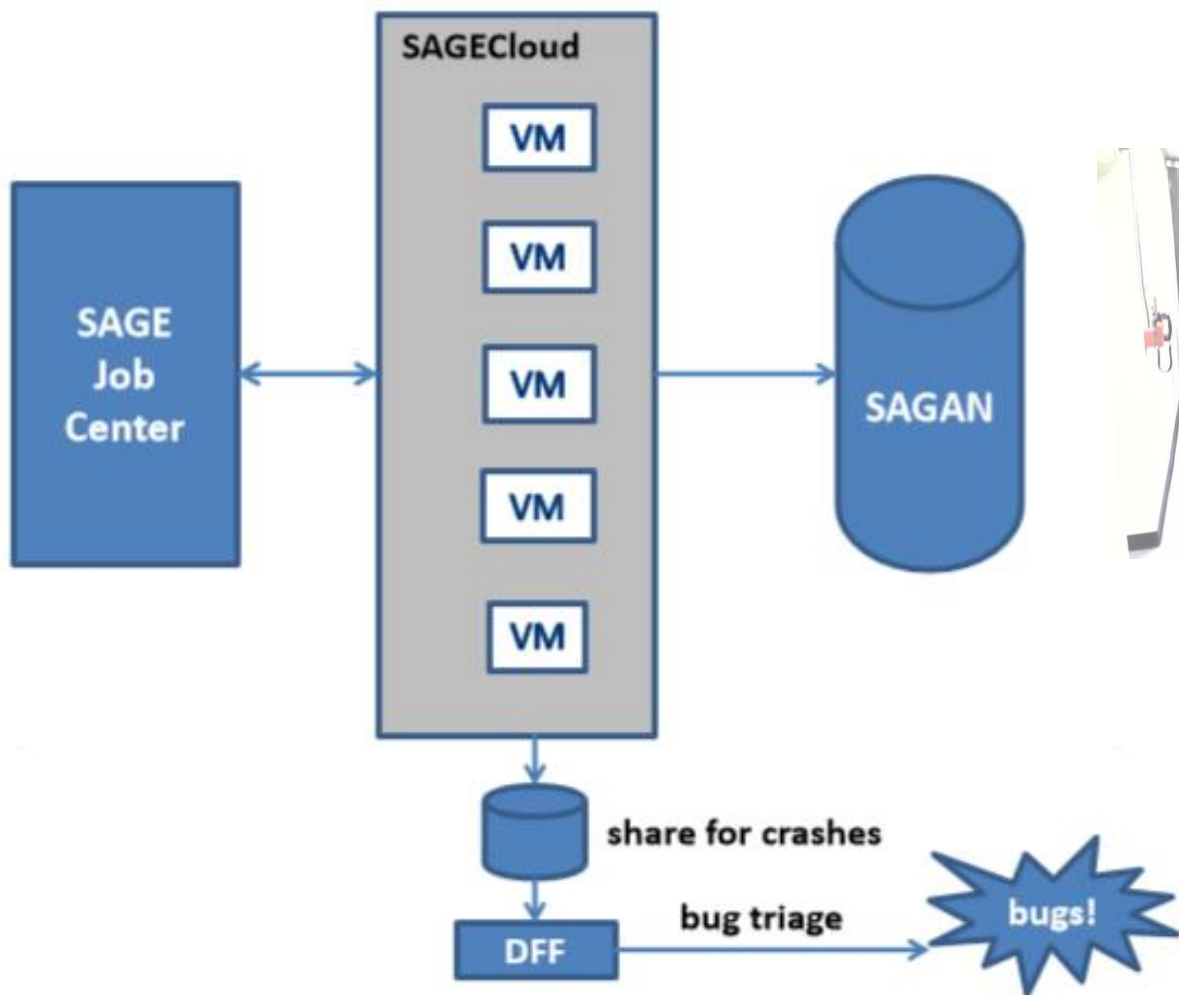 SAGECloud
VM
VM
VM
VM
VM
SAGE
Job
Center
SAGAN
share for crashes
bug triage
bugs!
DFF